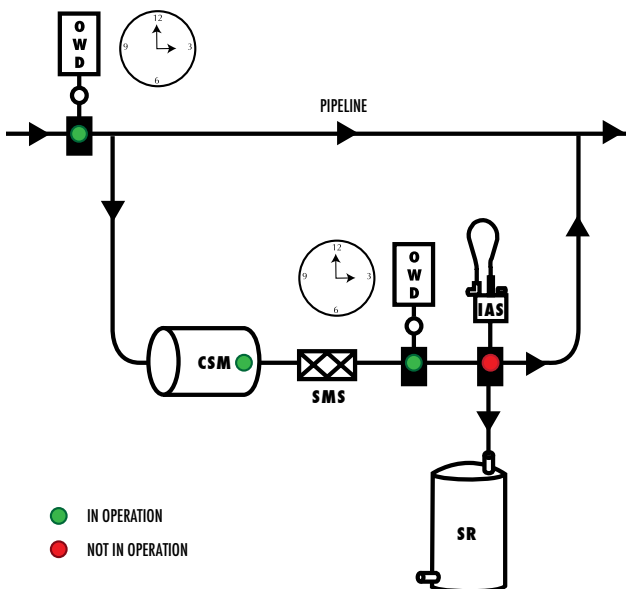 O
W
D
12
9 3
6
PIPELINE
O
W
D
12
9 3
6
IAS
CSM
SMS
SR
IN OPERATION
NOT IN OPERATION